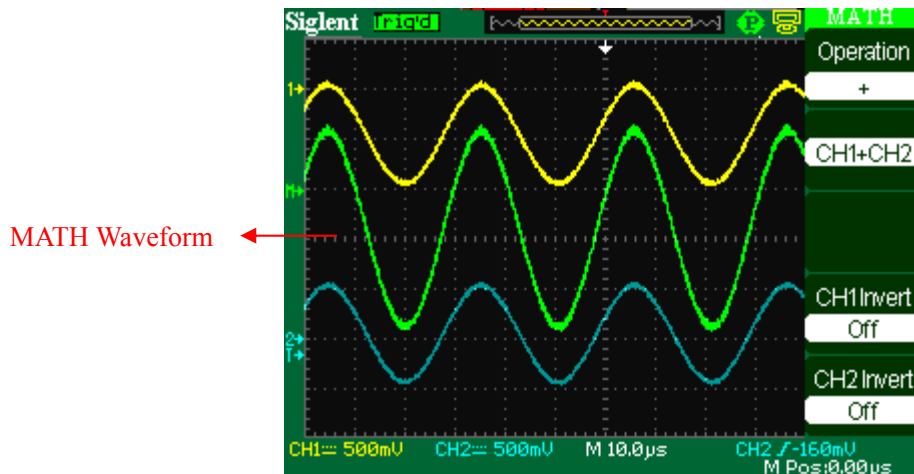 Siglent Trig'd P MATH
Operation
+
CH1+CH2
1
M
MATH Waveform
CH1 Invert
Off
2
T
CH2 Invert
Off
CH1 500mV CH2 500mV M 10.0µs CH2 -160mV
M Pos:0.00µs